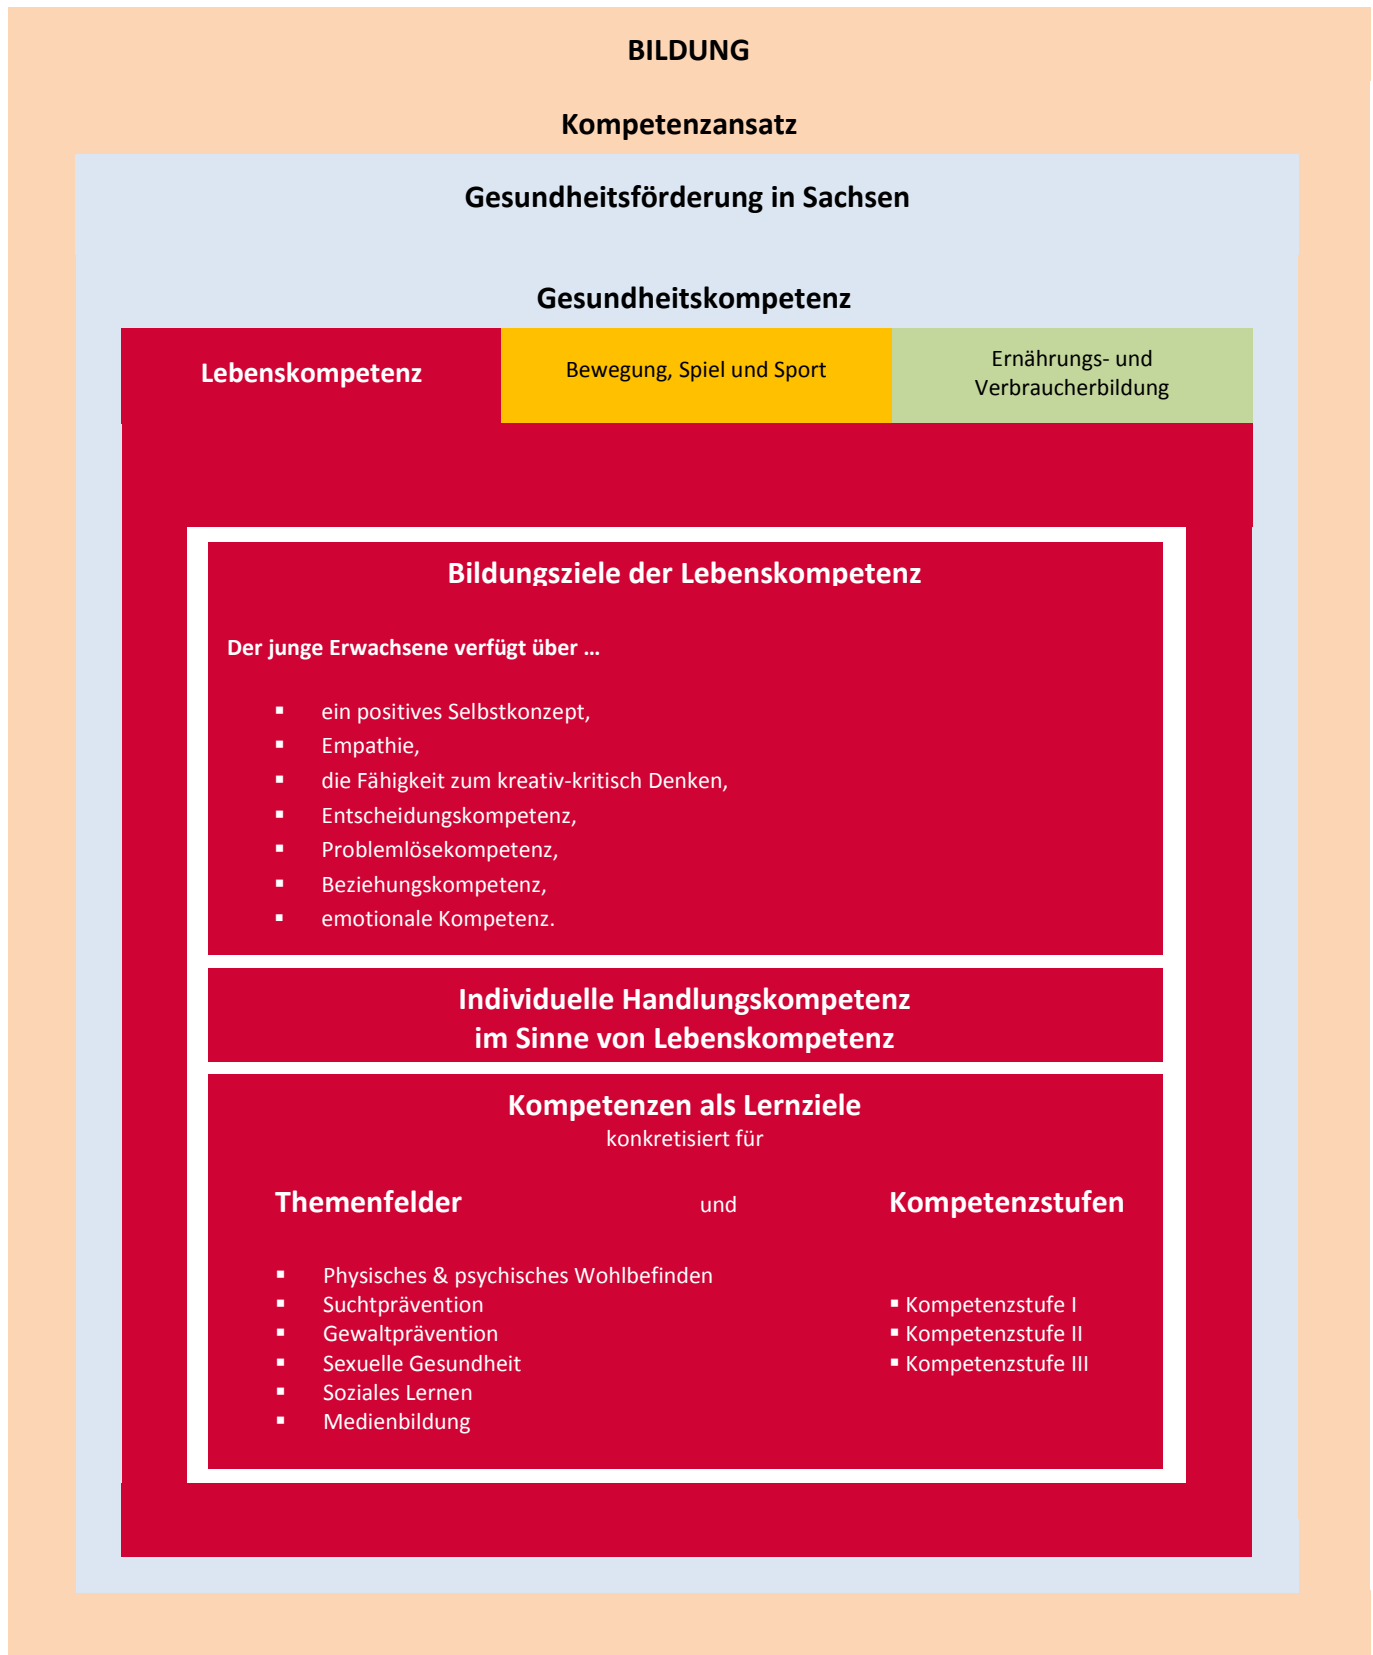 BILDUNG
Kompetenzansatz
Gesundheitsförderung in Sachsen
Gesundheitskompetenz
Lebenskompetenz
Bewegung, Spiel und Sport
Ernährungs- und
Verbraucherbildung
Bildungsziele der Lebenskompetenz
Der junge Erwachsene verfügt über …
▪ ein positives Selbstkonzept,
▪ Empathie,
▪ die Fähigkeit zum kreativ-kritisch Denken,
▪ Entscheidungskompetenz,
▪ Problemlösekompetenz,
▪ Beziehungskompetenz,
▪ emotionale Kompetenz.
Individuelle Handlungskompetenz
im Sinne von Lebenskompetenz
Kompetenzen als Lernziele
konkretisiert für
Themenfelder und Kompetenzstufen
▪ Physisches & psychisches Wohlbefinden
▪ Suchtprävention
▪ Gewaltprävention
▪ Sexuelle Gesundheit
▪ Soziales Lernen
▪ Medienbildung
▪ Kompetenzstufe I
▪ Kompetenzstufe II
▪ Kompetenzstufe III